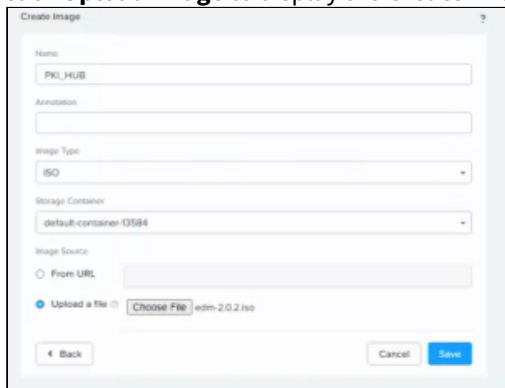 Create Image ?
Name
PKI_HUB
Annotation
Image Type
ISO
Storage Container
default-container-13584
Image Source
From URL
Upload a file ? Choose File edm-2.0.2.iso
Back Cancel Save